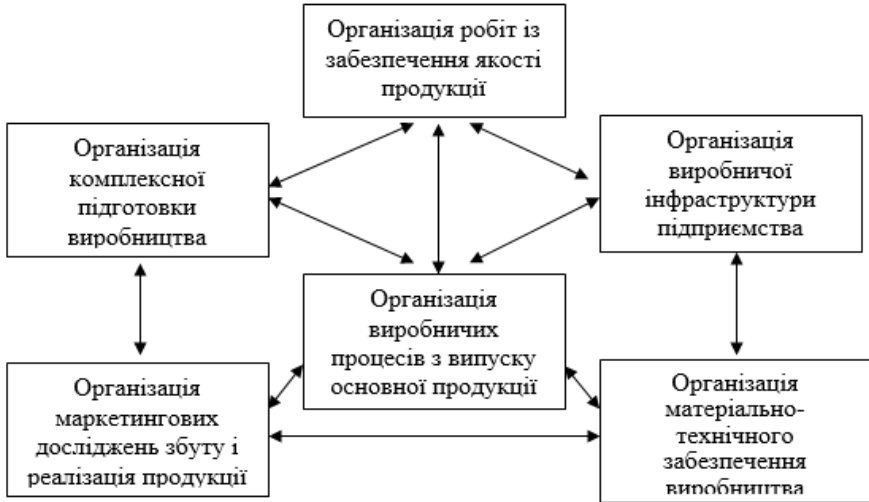 Організація робіт із
забезпечення якості
продукції
Організація
комплексної
підготовки
виробництва
Організація
виробничої
інфраструктури
підприємства
Організація
виробничих
процесів з випуску
основної продукції
Організація
маркетингових
досліджень збуту і
реалізація продукції
Організація
матеріально-
технічного
забезпечення
виробництва